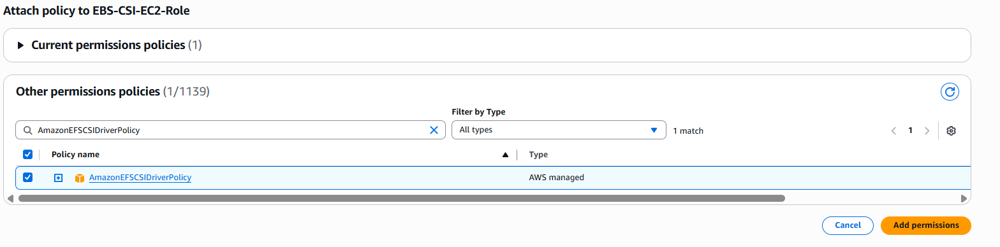 Attach policy to EBS-CSI-EC2-Role
Current permissions policies (1)
Other permissions policies (1/1139)
Filter by Type
AmazonEFSCSIDriverPolicy
All types
1 match
1
Policy name
Type
AmazonEFSCSIDriverPolicy
AWS managed
Cancel
Add permissions